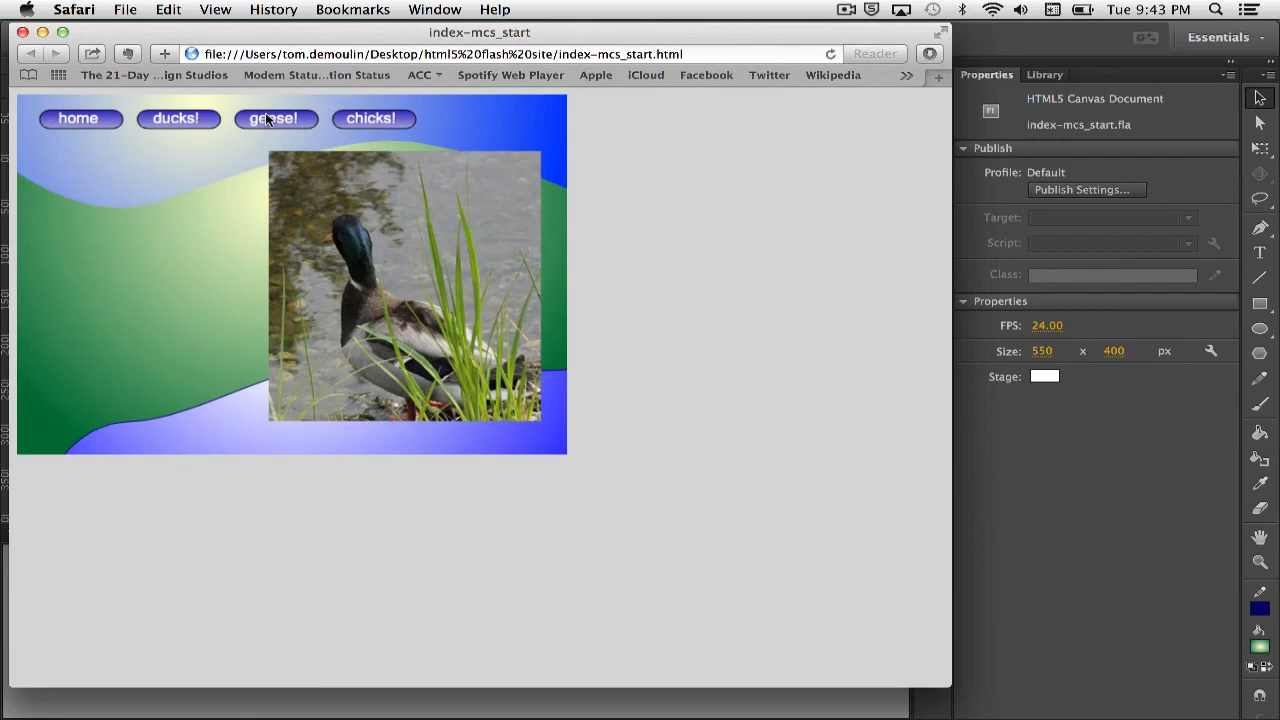 Safari File Edit View History Bookmarks Window Help Tue 9:43 PM
index-mcs_start
file:///Users/tom.demoulin/Desktop/html5%20flash%20site/index-mcs_start.html Reader
The 21-Day ...ign Studios Modem Statu...tion Status ACC Spotify Web Player Apple iCloud Facebook Twitter Wikipedia
home ducks! geese! chicks!
Essentials
Properties Library
HTML5 Canvas Document
Fl
index-mcs_start.fla
Publish
Profile: Default
Publish Settings...
Target:
Script:
Class:
Properties
FPS: 24.00
Size: 550 x 400 px
Stage: